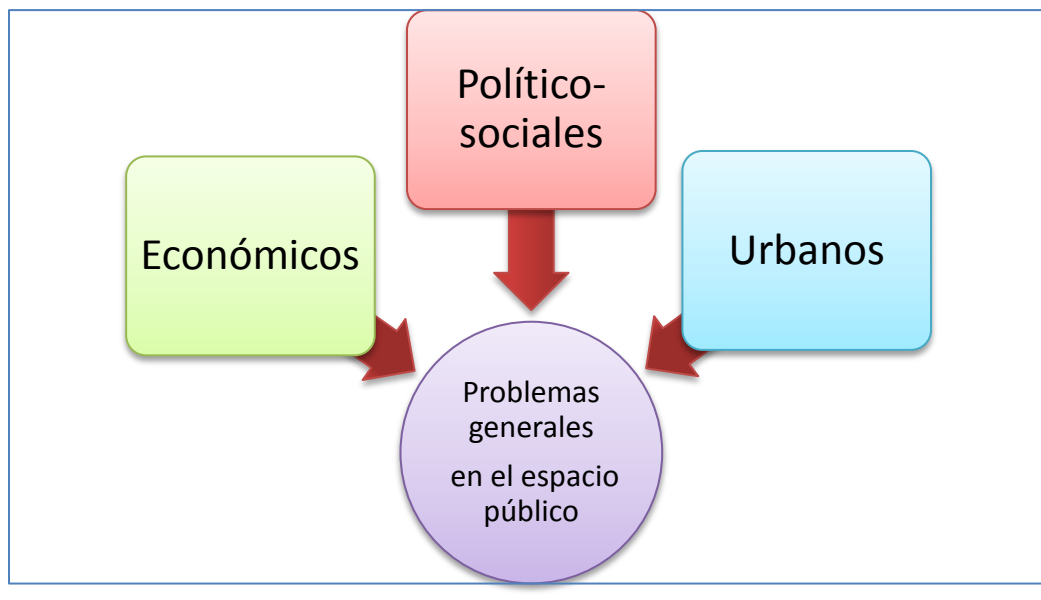 Político-
sociales
Económicos
Urbanos
Problemas
generales
en el espacio
público